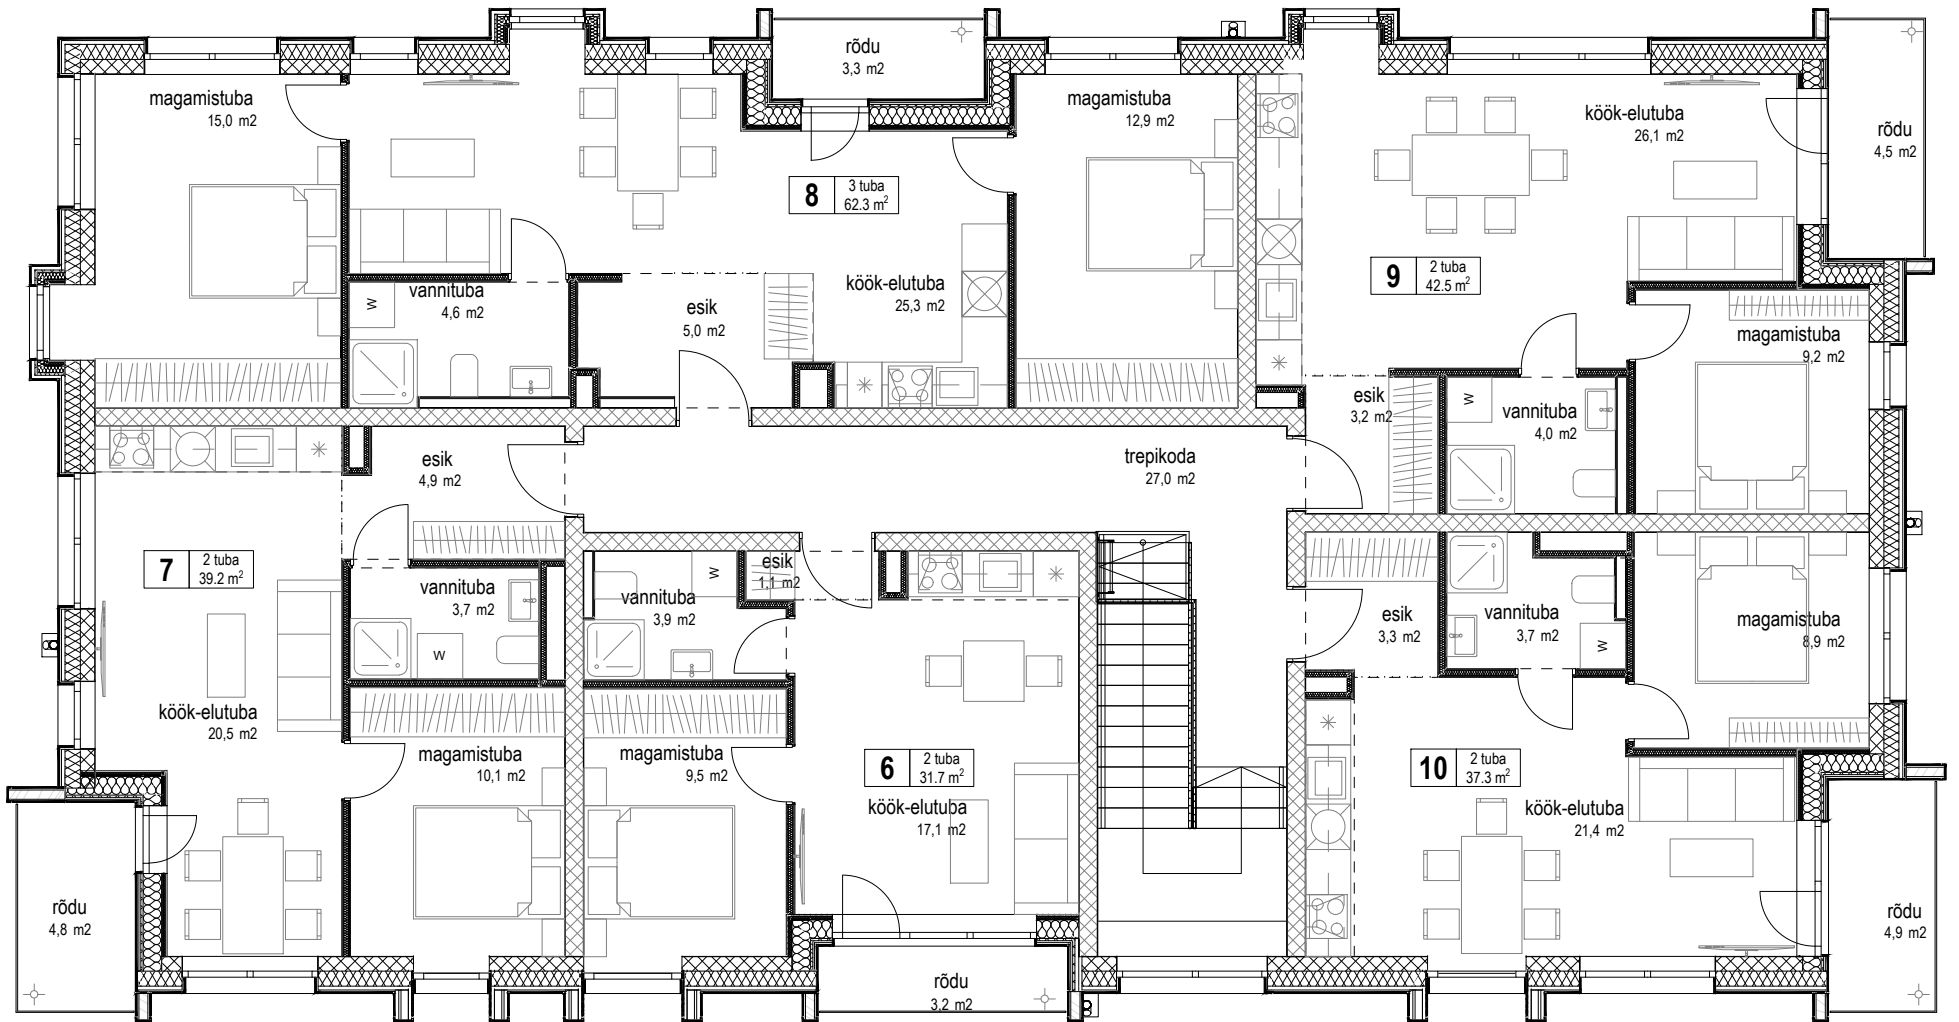 rõdu
3,3 m2
magamistuba
15,0 m2
magamistuba
12,9 m2
köök-elutuba
26,1 m2
rõdu
4,5 m2
8
3 tuba
62.3 m²
9
2 tuba
42.5 m²
vannituba
4,6 m2
W
esik
5,0 m2
köök-elutuba
25,3 m2
magamistuba
9,2 m2
esik
3,2 m2
W
vannituba
4,0 m2
esik
4,9 m2
trepikoda
27,0 m2
7
2 tuba
39.2 m²
vannituba
3,7 m2
W
vannituba
3,9 m2
W
esik
1,1 m2
esik
3,3 m2
vannituba
3,7 m2
W
magamistuba
8,9 m2
köök-elutuba
20,5 m2
magamistuba
10,1 m2
magamistuba
9,5 m2
6
2 tuba
31.7 m²
köök-elutuba
17,1 m2
10
2 tuba
37.3 m²
köök-elutuba
21,4 m2
rõdu
4,8 m2
rõdu
3,2 m2
rõdu
4,9 m2